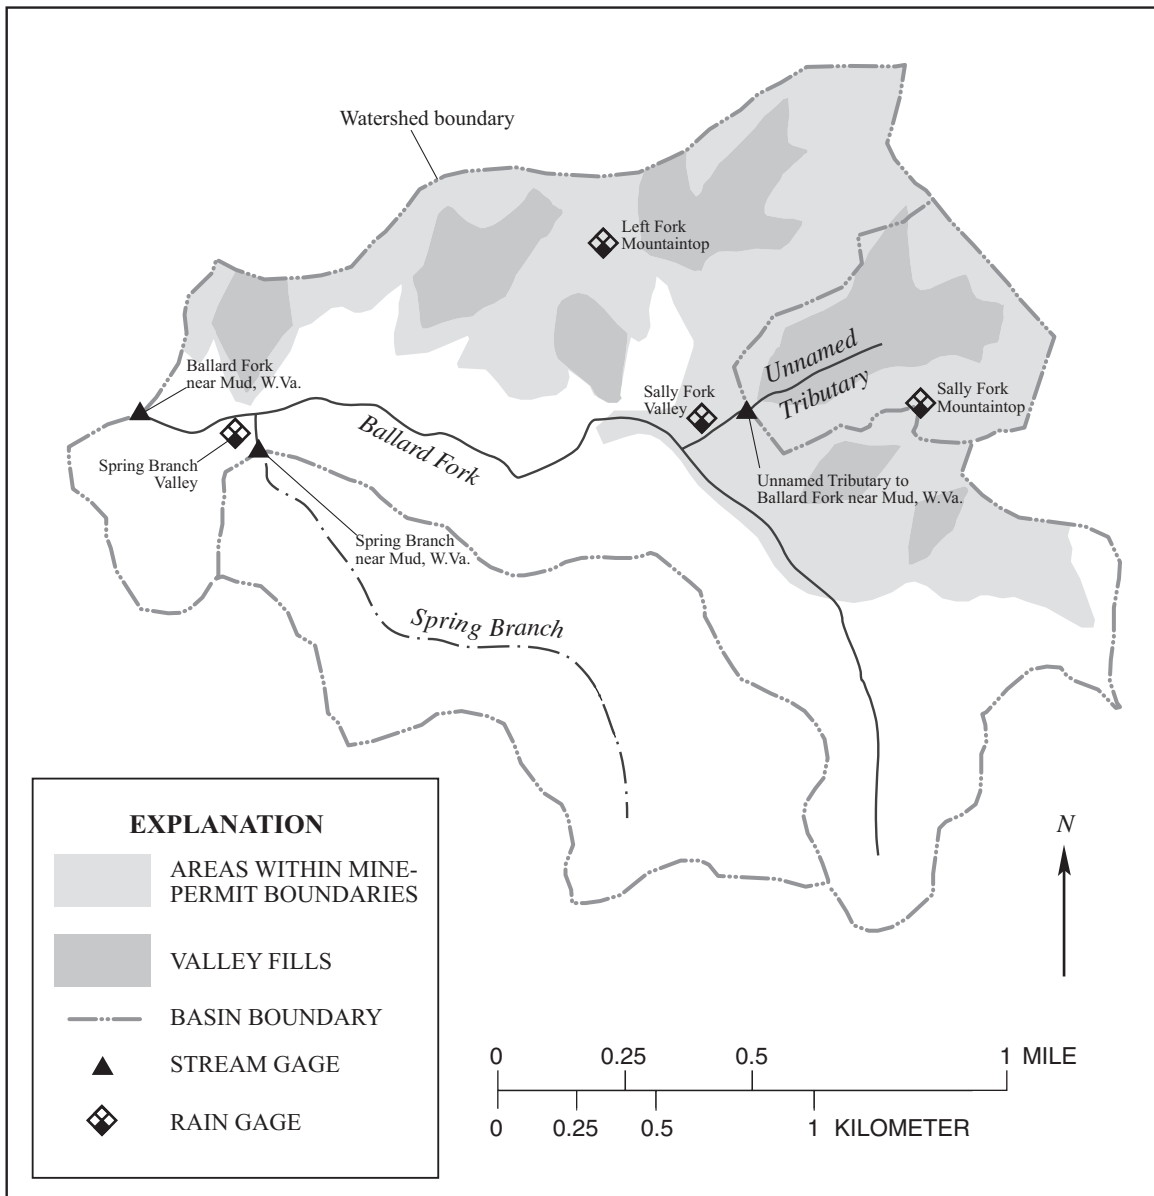 Watershed boundary
Left Fork
Mountaintop
Unnamed
Tributary
Ballard Fork
near Mud, W.Va.
Sally Fork
Valley
Sally Fork
Mountaintop
Ballard Fork
Spring Branch
Valley
Unnamed Tributary to
Ballard Fork near Mud, W.Va.
Spring Branch
near Mud, W.Va.
Spring Branch
EXPLANATION
AREAS WITHIN MINE-
PERMIT BOUNDARIES
VALLEY FILLS
BASIN BOUNDARY
STREAM GAGE
RAIN GAGE
N
0 0.25 0.5 1 MILE
0 0.25 0.5 1 KILOMETER